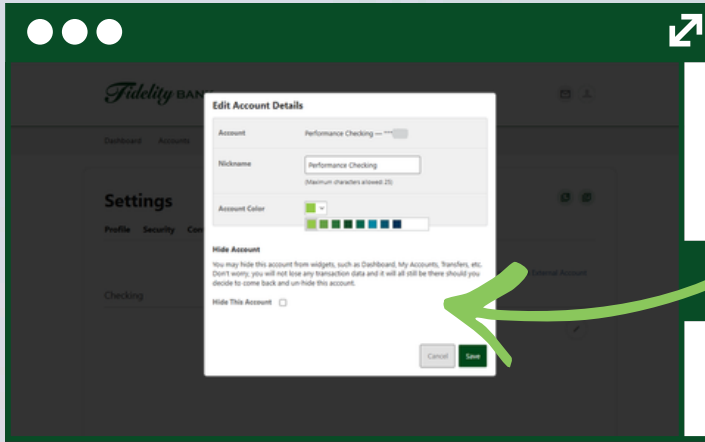 Fidelity BANK
Edit Account Details
Dashboard Accounts
Account Performance Checking — ***
Nickname Performance Checking
(Maximum characters allowed: 25)
Settings
Account Color
Profile Security
Hide Account
You may hide this account from widgets, such as Dashboard, My Accounts, Transfers, etc.
Don't worry, you will not lose any transaction data and it will all still be there should you
decide to come back and un-hide this account.
External Account
Checking
Hide This Account
Cancel Save